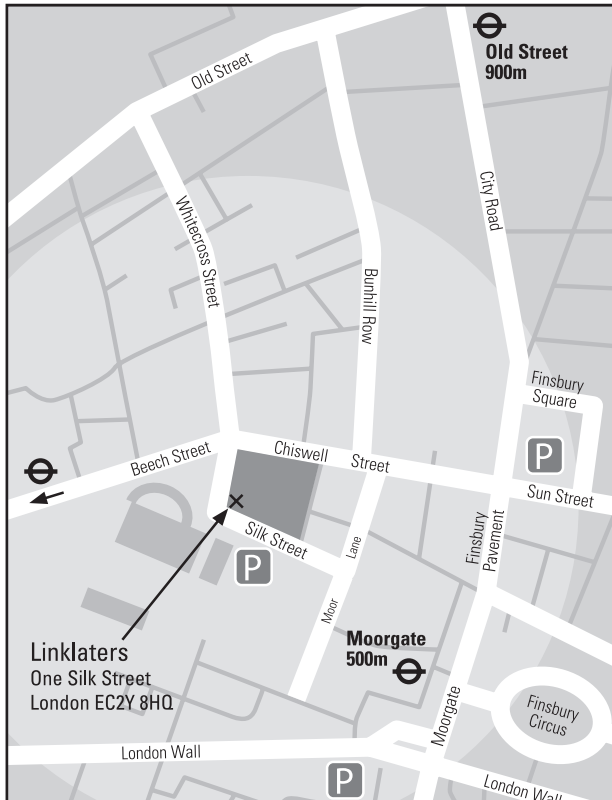 Old Street
900m
Old Street
City Road
Whitecross Street
Bunhill Row
Finsbury
Square
P
Chiswell Street
Beech Street
Sun Street
Finsbury
Pavement
Silk Street
P
Lane
Moor
Moorgate
500m
Linklaters
One Silk Street
London EC2Y 8HQ
Moorgate
Finsbury
Circus
London Wall
P
London Wall